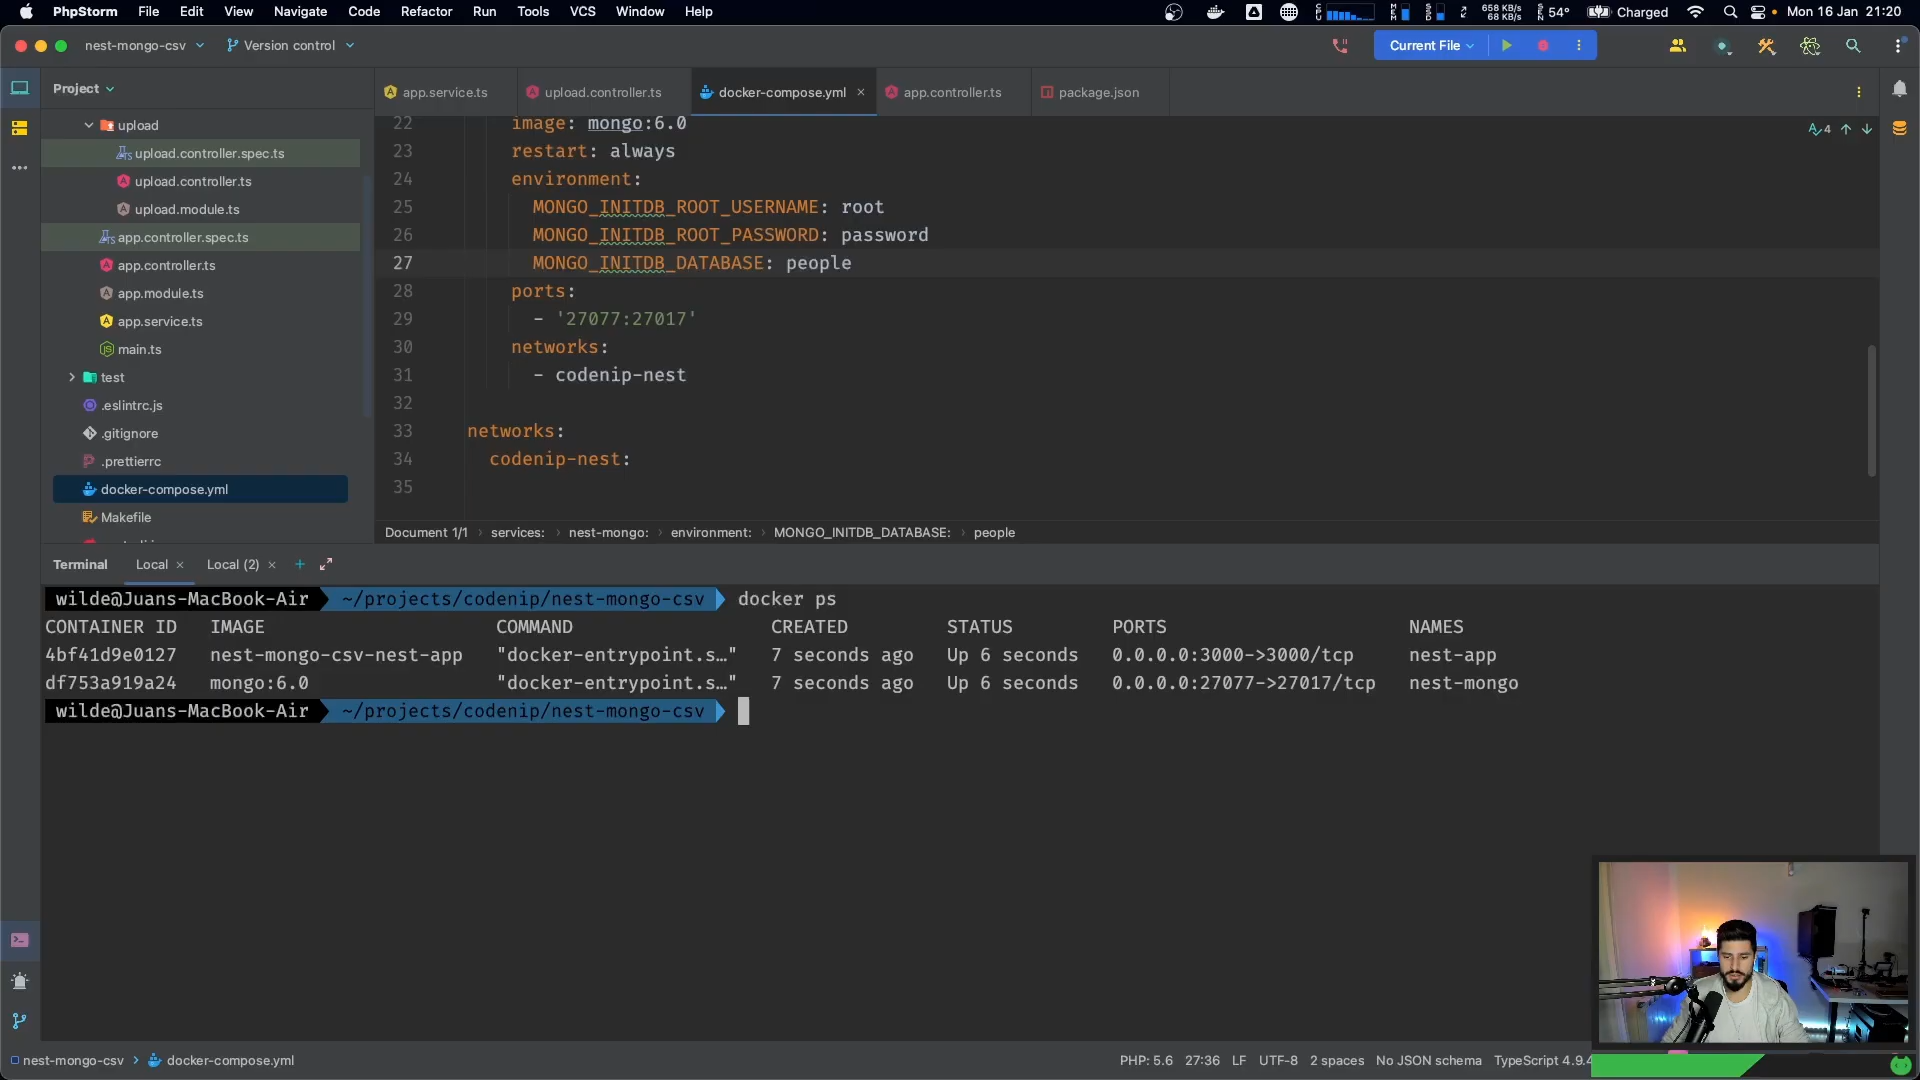 PhpStorm File Edit View Navigate Code Refactor Run Tools VCS Window Help 658 KB/s 68 KB/s 54° Charged Mon 16 Jan 21:20
nest-mongo-csv Version control Current File
Project app.service.ts upload.controller.ts docker-compose.yml app.controller.ts package.json
upload
upload.controller.spec.ts
upload.controller.ts
upload.module.ts
app.controller.spec.ts
app.controller.ts
app.module.ts
app.service.ts
main.ts
test
.eslintrc.js
.gitignore
.prettierrc
docker-compose.yml
Makefile
22 image: mongo:6.0
23 restart: always
24 environment:
25 MONGO_INITDB_ROOT_USERNAME: root
26 MONGO_INITDB_ROOT_PASSWORD: password
27 MONGO_INITDB_DATABASE: people
28 ports:
29 - '27077:27017'
30 networks:
31 - codenip-nest
32
33 networks:
34 codenip-nest:
35
4
Document 1/1 › services: › nest-mongo: › environment: › MONGO_INITDB_DATABASE: › people
Terminal Local × Local (2) × +
wilde@Juans-MacBook-Air ~/projects/codenip/nest-mongo-csv docker ps
CONTAINER ID IMAGE COMMAND CREATED STATUS PORTS NAMES
4bf41d9e0127 nest-mongo-csv-nest-app "docker-entrypoint.s…" 7 seconds ago Up 6 seconds 0.0.0.0:3000->3000/tcp nest-app
df753a919a24 mongo:6.0 "docker-entrypoint.s…" 7 seconds ago Up 6 seconds 0.0.0.0:27077->27017/tcp nest-mongo
wilde@Juans-MacBook-Air ~/projects/codenip/nest-mongo-csv
nest-mongo-csv › docker-compose.yml PHP: 5.6 27:36 LF UTF-8 2 spaces No JSON schema TypeScript 4.9.4